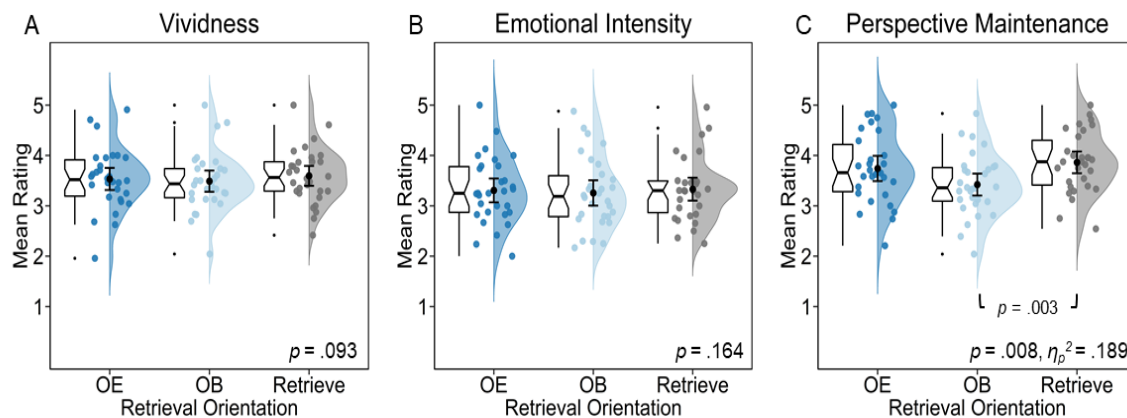 A Vividness
Mean Rating
5
4
3
2
1
p = .093
OE OB Retrieve
Retrieval Orientation
B Emotional Intensity
Mean Rating
5
4
3
2
1
p = .164
OE OB Retrieve
Retrieval Orientation
C Perspective Maintenance
Mean Rating
5
4
3
2
1
p = .003
p = .008, ηp² = .189
OE OB Retrieve
Retrieval Orientation